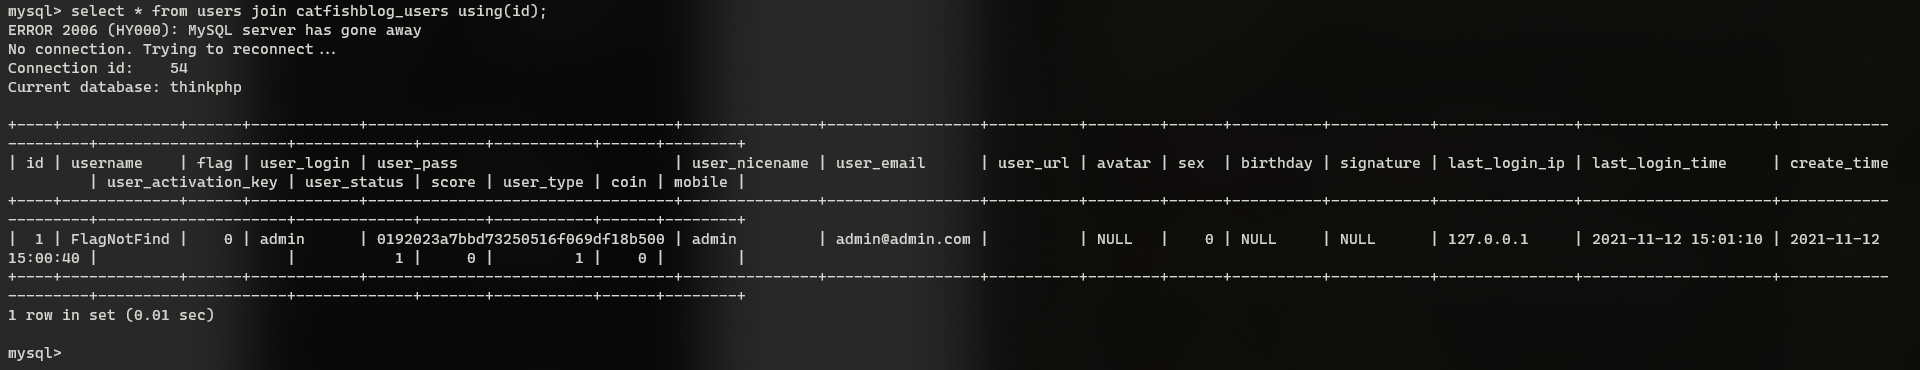 mysql> select * from users join catfishblog_users using(id);
ERROR 2006 (HY000): MySQL server has gone away
No connection. Trying to reconnect...
Connection id:    54
Current database: thinkphp

+----+-------------+------+------------+----------------------------------+---------------+----------------+----------+--------+------+----------+-----------+--------------+---------------------+------------
---------+---------------------+-------------+-------+-----------+------+--------+
| id | username    | flag | user_login | user_pass                        | user_nicename | user_email     | user_url | avatar | sex  | birthday | signature | last_login_ip | last_login_time     | create_time
         | user_activation_key | user_status | score | user_type | coin | mobile |
+----+-------------+------+------------+----------------------------------+---------------+----------------+----------+--------+------+----------+-----------+--------------+---------------------+------------
---------+---------------------+-------------+-------+-----------+------+--------+
|  1 | FlagNotFind |    0 | admin      | 0192023a7bbd73250516f069df18b500 | admin         | admin@admin.com |          | NULL   |    0 | NULL     | NULL      | 127.0.0.1     | 2021-11-12 15:01:10 | 2021-11-12
15:00:40 |                     |           1 |     0 |         1 |    0 |        |
+----+-------------+------+------------+----------------------------------+---------------+----------------+----------+--------+------+----------+-----------+--------------+---------------------+------------
---------+---------------------+-------------+-------+-----------+------+--------+
1 row in set (0.01 sec)

mysql>